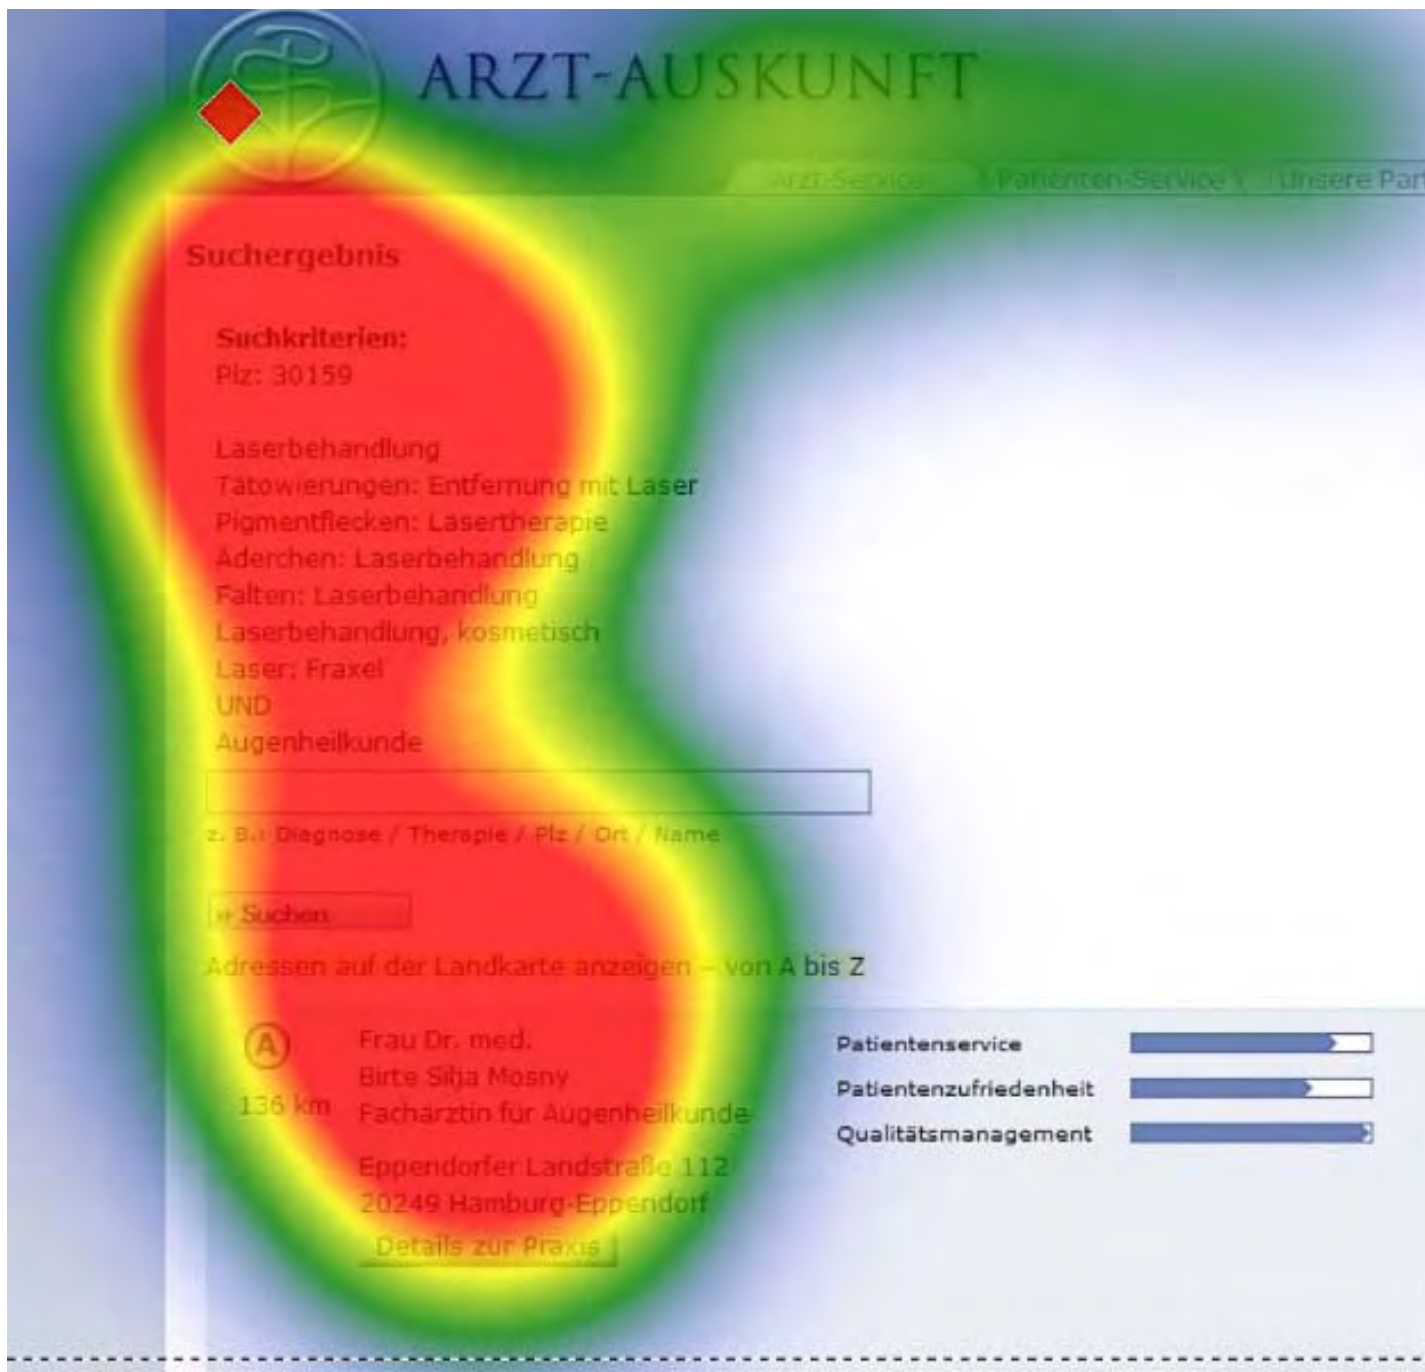 ARZT-AUSKUNFT
Arzt-Service Patienten-Service Unsere Part
Suchergebnis
Suchkriterien:
Plz: 30159
Laserbehandlung
Tätowierungen: Entfernung mit Laser
Pigmentflecken: Lasertherapie
Äderchen: Laserbehandlung
Falten: Laserbehandlung
Laserbehandlung, kosmetisch
Laser: Fraxel
UND
Augenheilkunde
z. B.: Diagnose / Therapie / Plz / Ort / Name
» Suchen
Adressen auf der Landkarte anzeigen – von A bis Z
A
136 km
Frau Dr. med.
Birte Silja Mosny
Fachärztin für Augenheilkunde
Eppendorfer Landstraße 112
20249 Hamburg-Eppendorf
Details zur Praxis
Patientenservice
Patientenzufriedenheit
Qualitätsmanagement